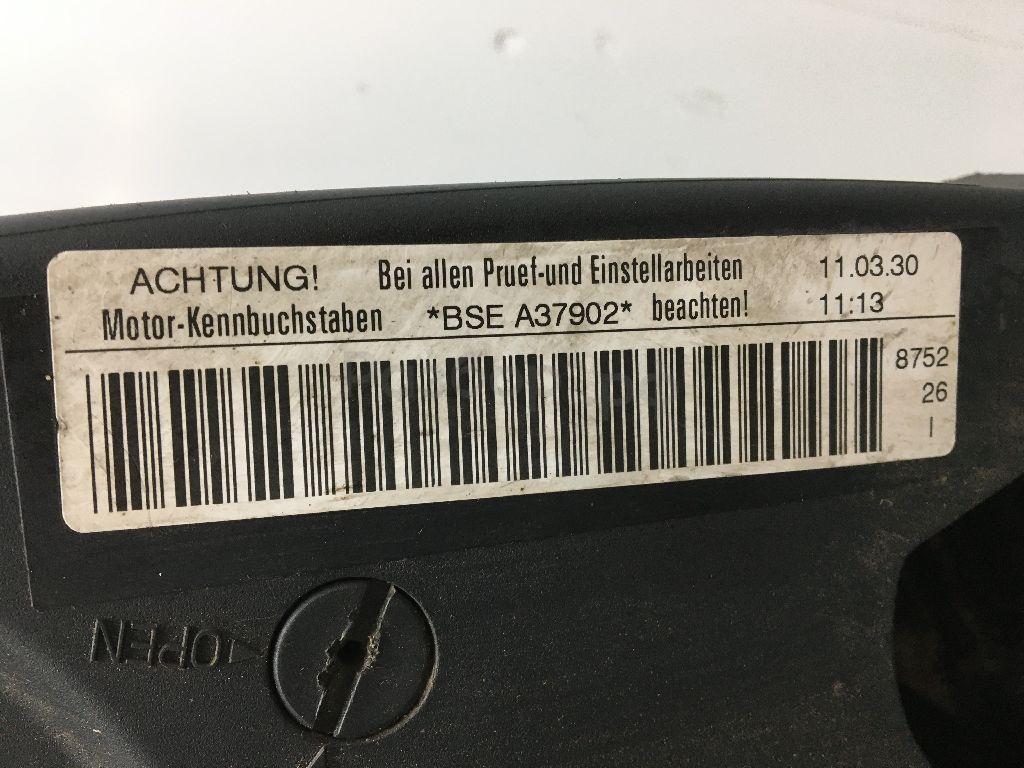 ACHTUNG! Bei allen Pruef-und Einstellarbeiten 11.03.30
Motor-Kennbuchstaben *BSE A37902* beachten! 11:13
8752
26
I
OPEN